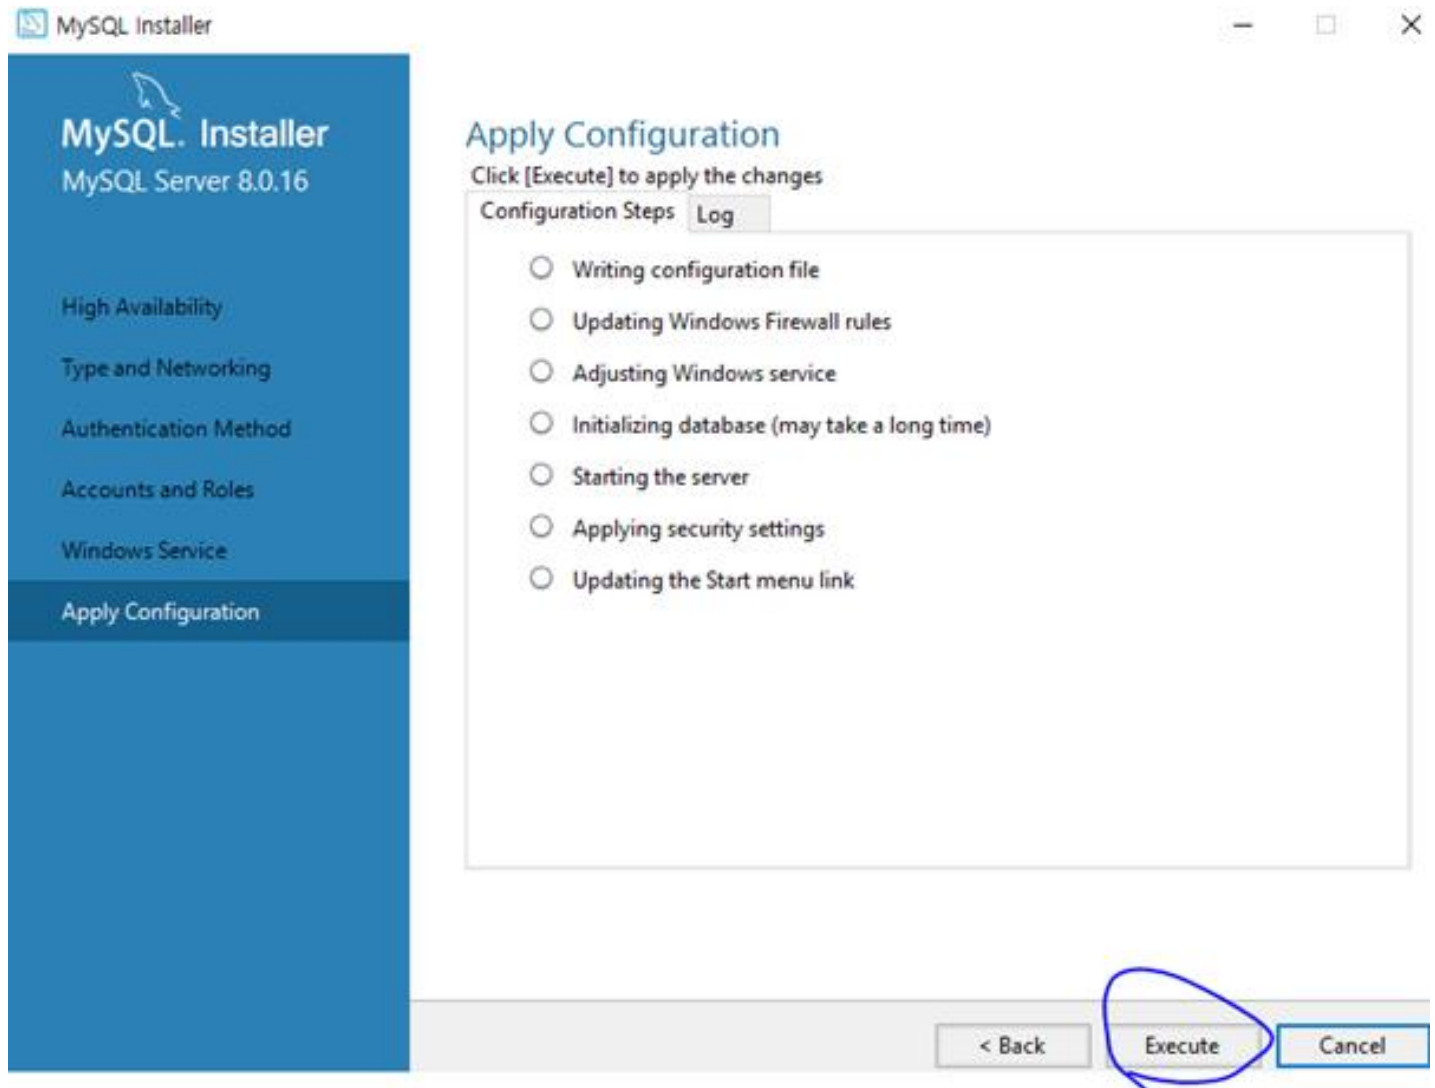 MySQL Installer
MySQL. Installer
MySQL Server 8.0.16
High Availability
Type and Networking
Authentication Method
Accounts and Roles
Windows Service
Apply Configuration
Apply Configuration
Click [Execute] to apply the changes
Configuration Steps Log
Writing configuration file
Updating Windows Firewall rules
Adjusting Windows service
Initializing database (may take a long time)
Starting the server
Applying security settings
Updating the Start menu link
< Back Execute Cancel